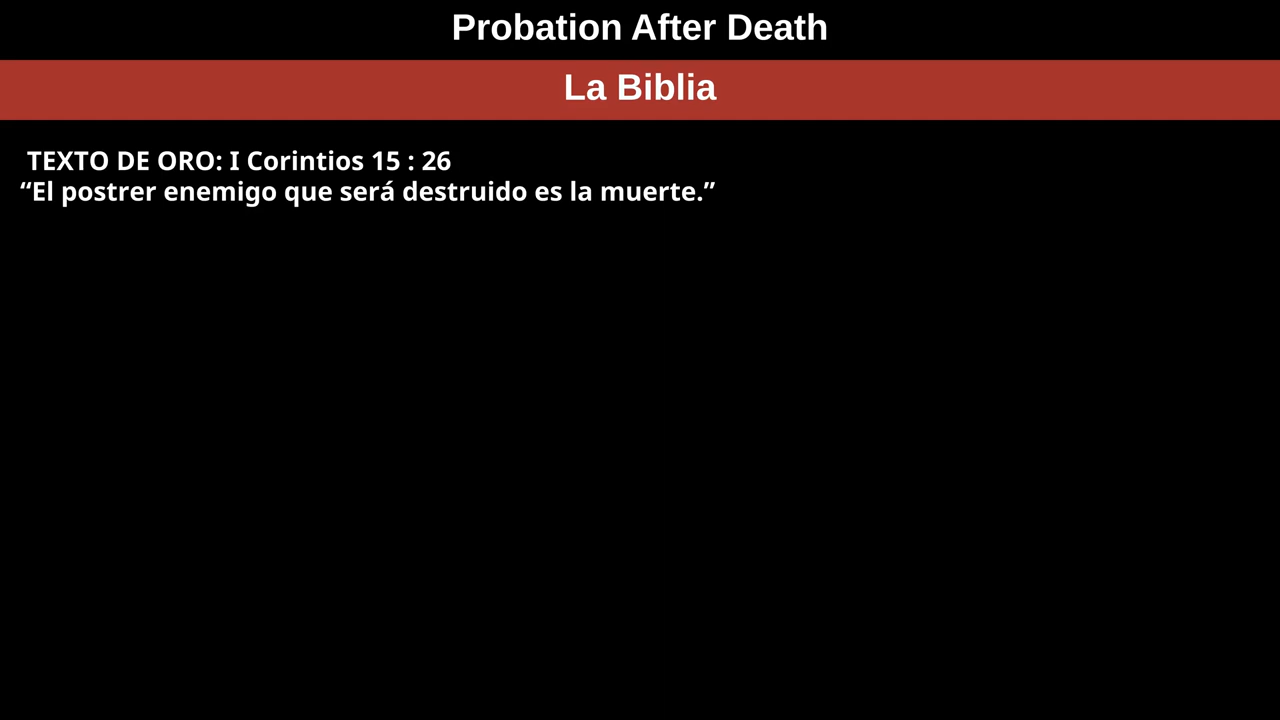 Probation After Death
La Biblia
TEXTO DE ORO: I Corintios 15 : 26
“El postrer enemigo que será destruido es la muerte.”